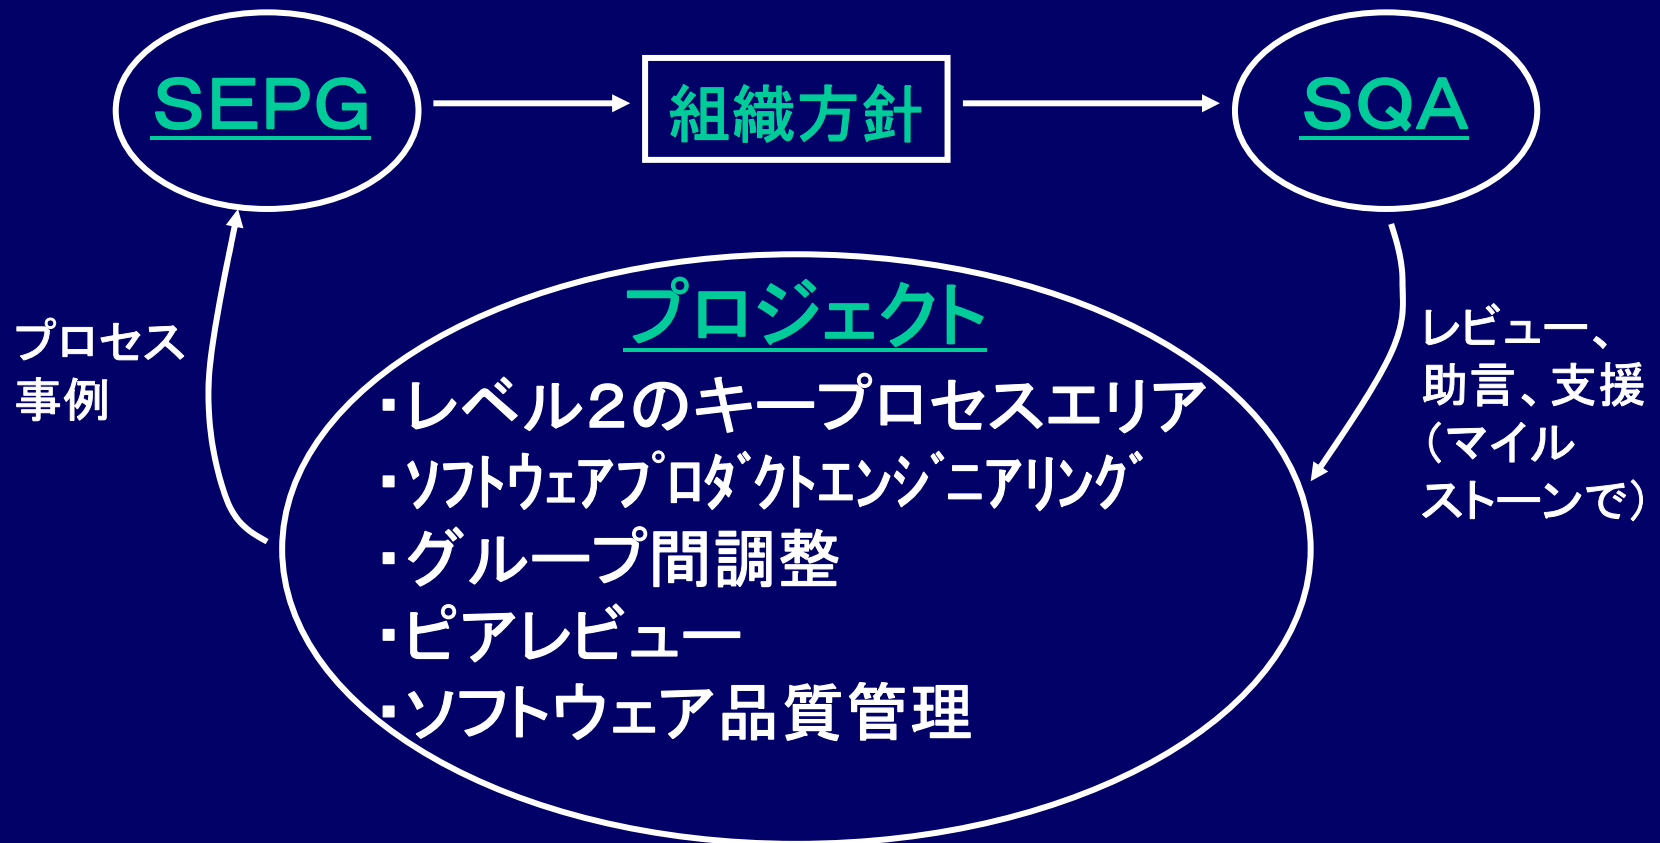 SEPG
組織方針
SQA
プロジェクト
・レベル2のキープロセスエリア
・ソフトウェアプロダクトエンジニアリング
・グループ間調整
・ピアレビュー
・ソフトウェア品質管理
プロセス
事例
レビュー、
助言、支援
(マイル
ストーンで)